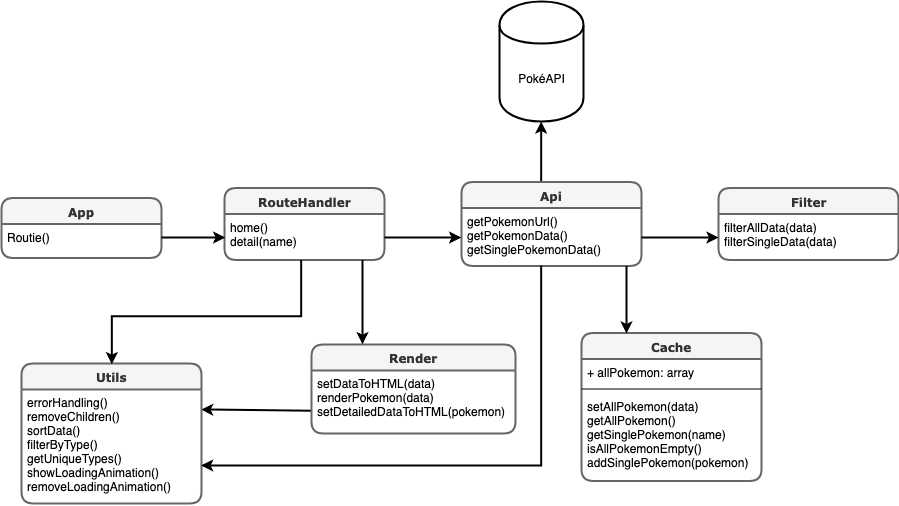 PokéAPI
App
Routie()
RouteHandler
home()
detail(name)
Api
getPokemonUrl()
getPokemonData()
getSinglePokemonData()
Filter
filterAllData(data)
filterSingleData(data)
Utils
errorHandling()
removeChildren()
sortData()
filterByType()
getUniqueTypes()
showLoadingAnimation()
removeLoadingAnimation()
Render
setDataToHTML(data)
renderPokemon(data)
setDetailedDataToHTML(pokemon)
Cache
+ allPokemon: array
setAllPokemon(data)
getAllPokemon()
getSinglePokemon(name)
isAllPokemonEmpty()
addSinglePokemon(pokemon)